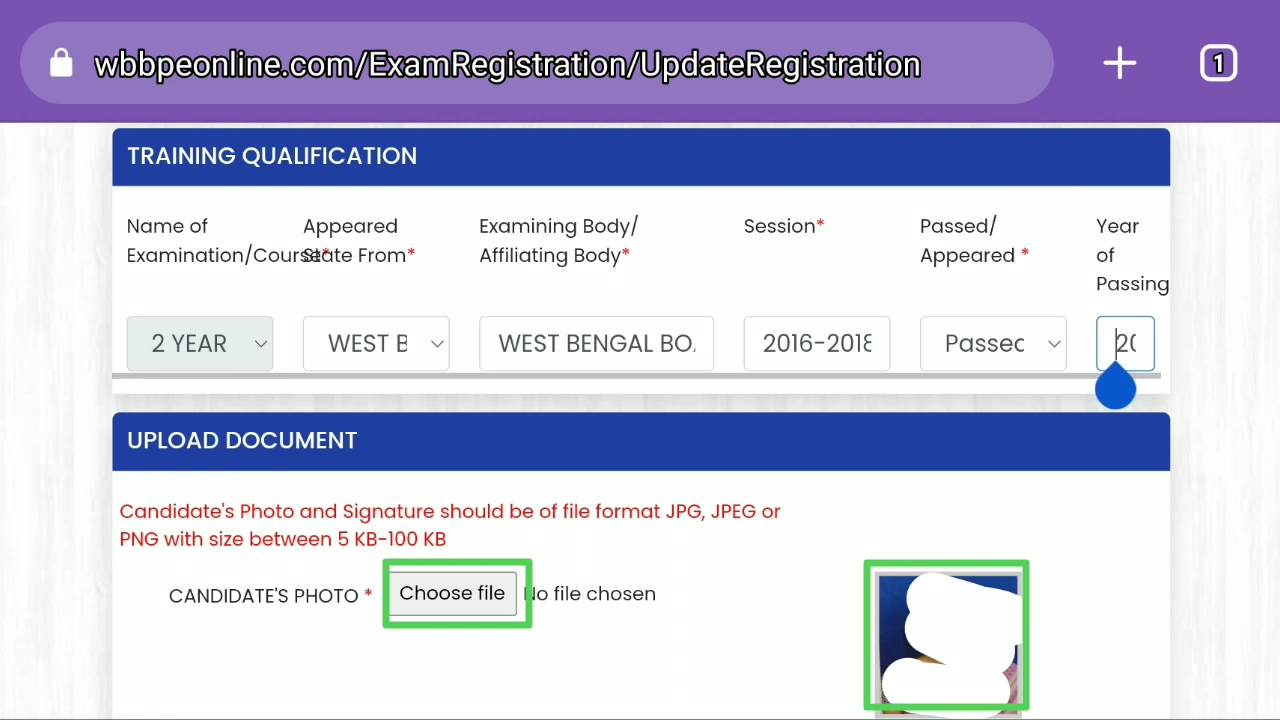 wbbpeonline.com/ExamRegistration/UpdateRegistration
1
TRAINING QUALIFICATION
Name of Examination/Course*
Appeared State From*
Examining Body/ Affiliating Body*
Session*
Passed/ Appeared *
Year of Passing
2 YEAR
WEST B
WEST BENGAL BO
2016-2018
Passed
20
UPLOAD DOCUMENT
Candidate's Photo and Signature should be of file format JPG, JPEG or
PNG with size between 5 KB-100 KB
CANDIDATE'S PHOTO * Choose file No file chosen